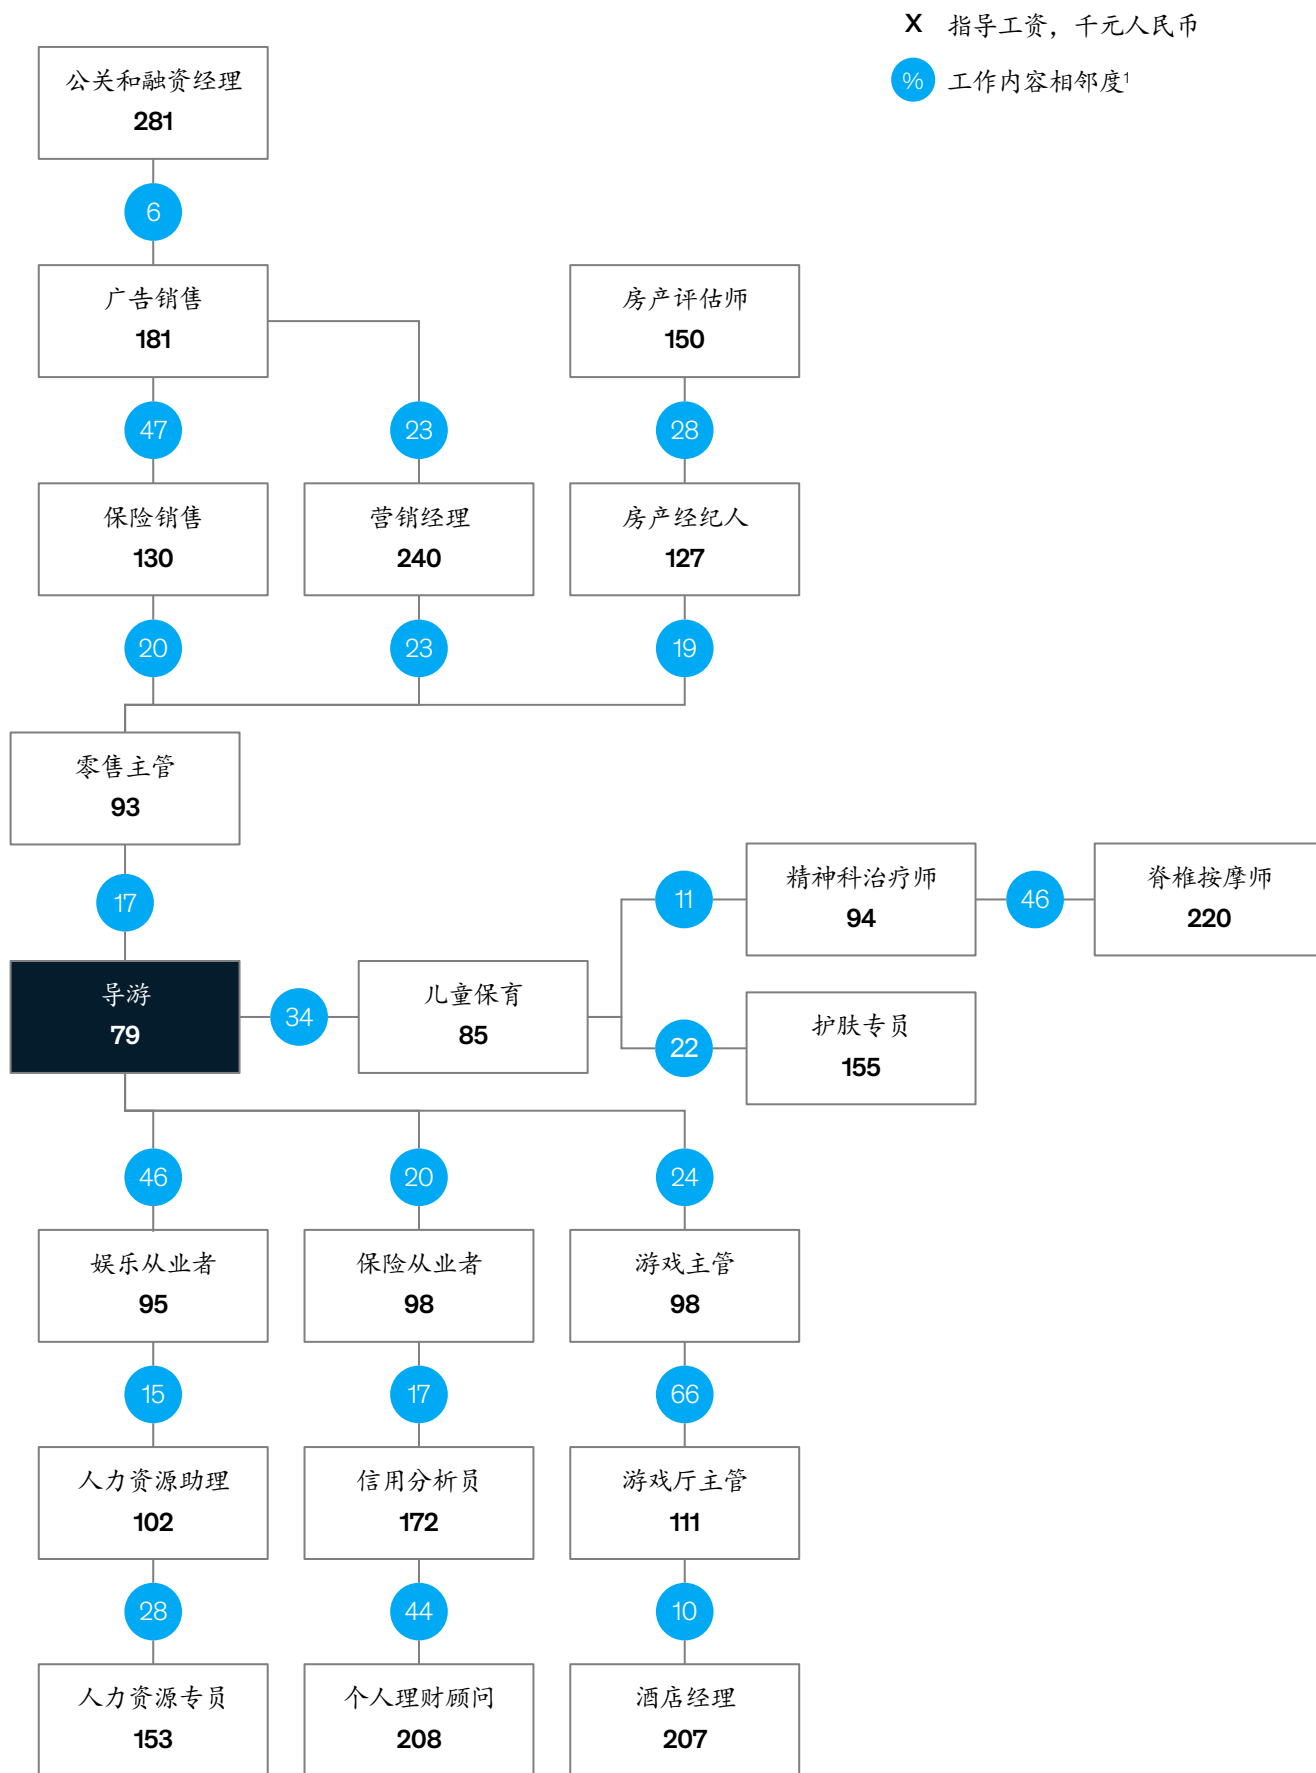 X 指导工资，千元人民币
% 工作内容相邻度1
公关和融资经理
281
6
广告销售
181
房产评估师
150
47
23
28
保险销售
130
营销经理
240
房产经纪人
127
20
23
19
零售主管
93
17
11
精神科治疗师
94
46
脊椎按摩师
220
导游
79
34
儿童保育
85
22
护肤专员
155
46
20
24
娱乐从业者
95
保险从业者
98
游戏主管
98
15
17
66
人力资源助理
102
信用分析员
172
游戏厅主管
111
28
44
10
人力资源专员
153
个人理财顾问
208
酒店经理
207